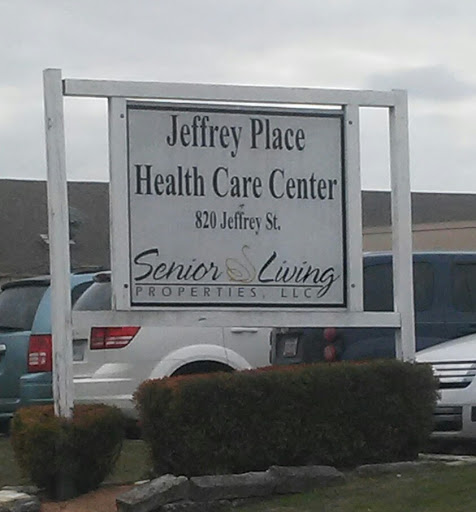 Jeffrey Place
Health Care Center
820 Jeffrey St.
Senior Living
PROPERTIES, LLC